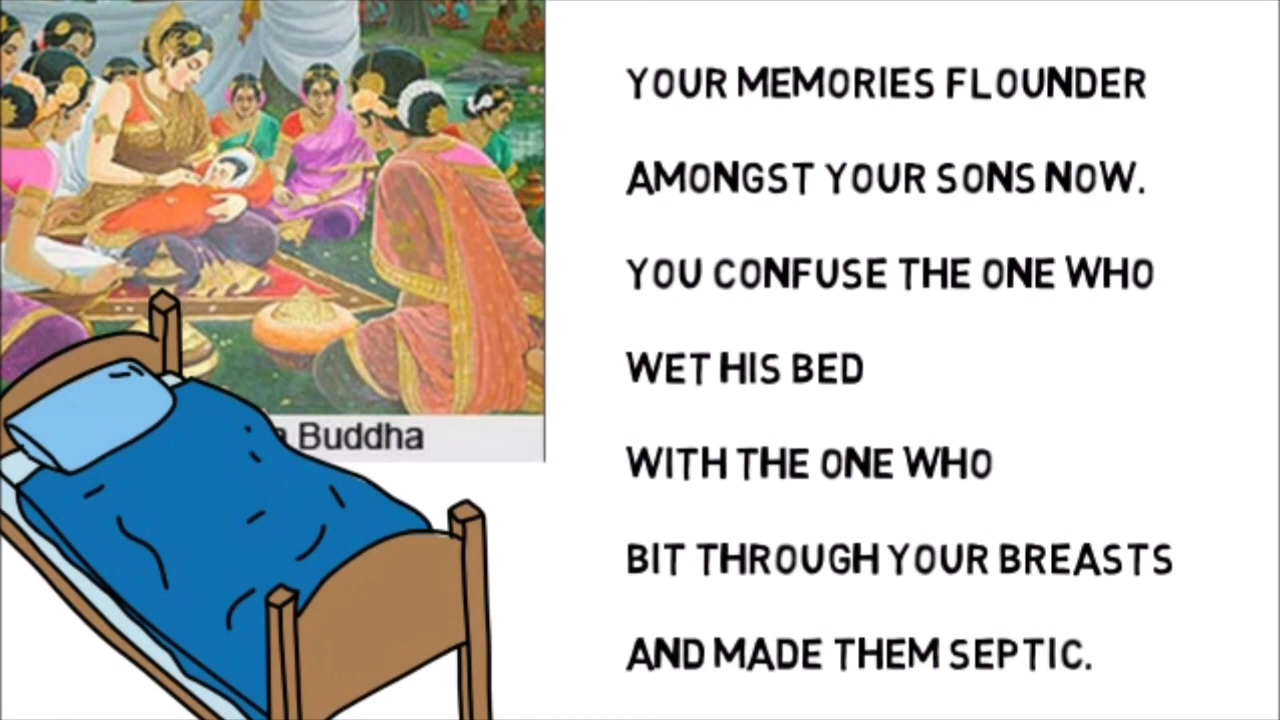 YOUR MEMORIES FLOUNDER
AMONGST YOUR SONS NOW.
YOU CONFUSE THE ONE WHO
WET HIS BED
WITH THE ONE WHO
BIT THROUGH YOUR BREASTS
AND MADE THEM SEPTIC.
Buddha